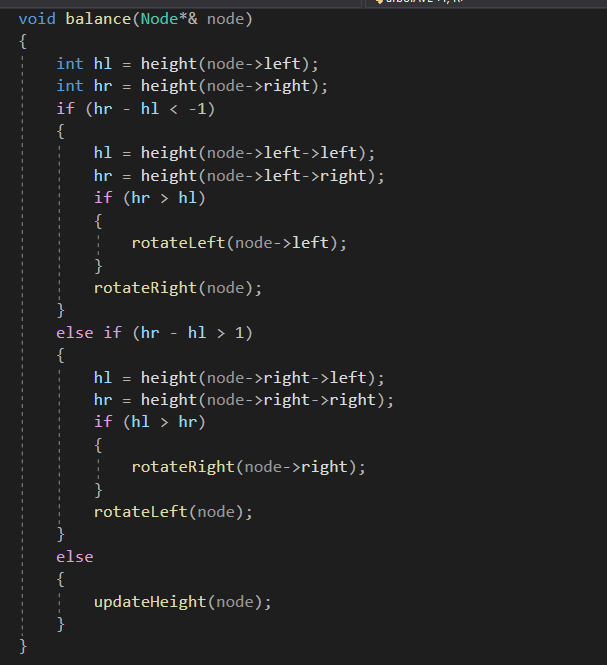 arbolAVL<T, R>
void balance(Node*& node)
{
    int hl = height(node->left);
    int hr = height(node->right);
    if (hr - hl < -1)
    {
        hl = height(node->left->left);
        hr = height(node->left->right);
        if (hr > hl)
        {
            rotateLeft(node->left);
        }
        rotateRight(node);
    }
    else if (hr - hl > 1)
    {
        hl = height(node->right->left);
        hr = height(node->right->right);
        if (hl > hr)
        {
            rotateRight(node->right);
        }
        rotateLeft(node);
    }
    else
    {
        updateHeight(node);
    }
}